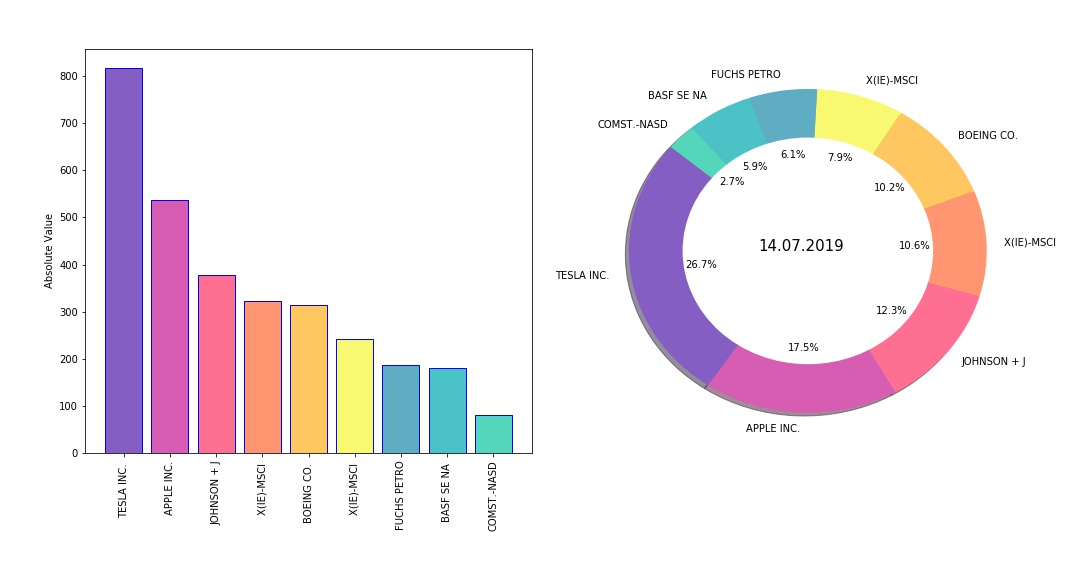 Absolute Value
800
700
600
500
400
300
200
100
0
TESLA INC.
APPLE INC.
JOHNSON + J
X(IE)-MSCI
BOEING CO.
X(IE)-MSCI
FUCHS PETRO
BASF SE NA
COMST.-NASD
FUCHS PETRO
X(IE)-MSCI
BASF SE NA
COMST.-NASD
BOEING CO.
6.1%
7.9%
5.9%
2.7%
10.2%
14.07.2019
10.6%
X(IE)-MSCI
26.7%
TESLA INC.
12.3%
17.5%
JOHNSON + J
APPLE INC.